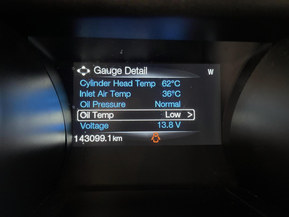 Gauge Detail
W
Cylinder Head Temp 62°C
Inlet Air Temp 36°C
Oil Pressure Normal
Oil Temp Low >
Voltage 13.8 V
143099.1 km